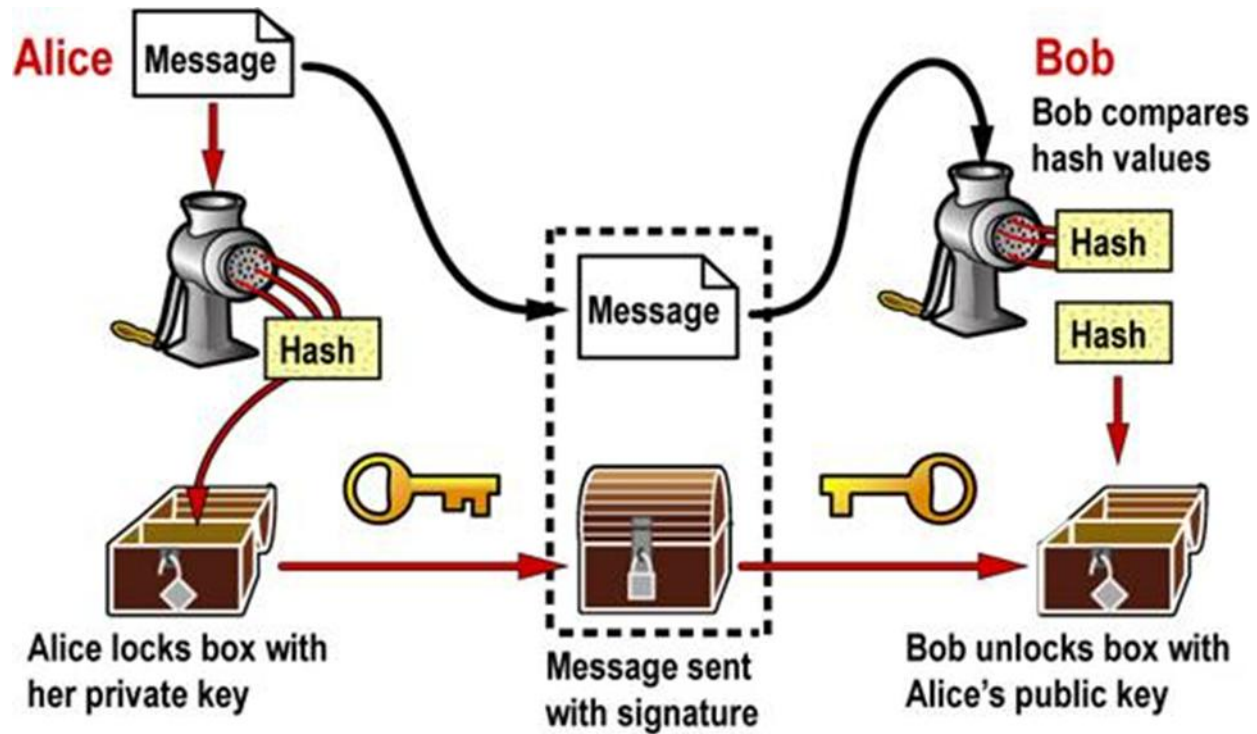 Alice
Message
Bob
Bob compares
hash values
Hash
Message
Hash
Hash
Alice locks box with
her private key
Message sent
with signature
Bob unlocks box with
Alice's public key